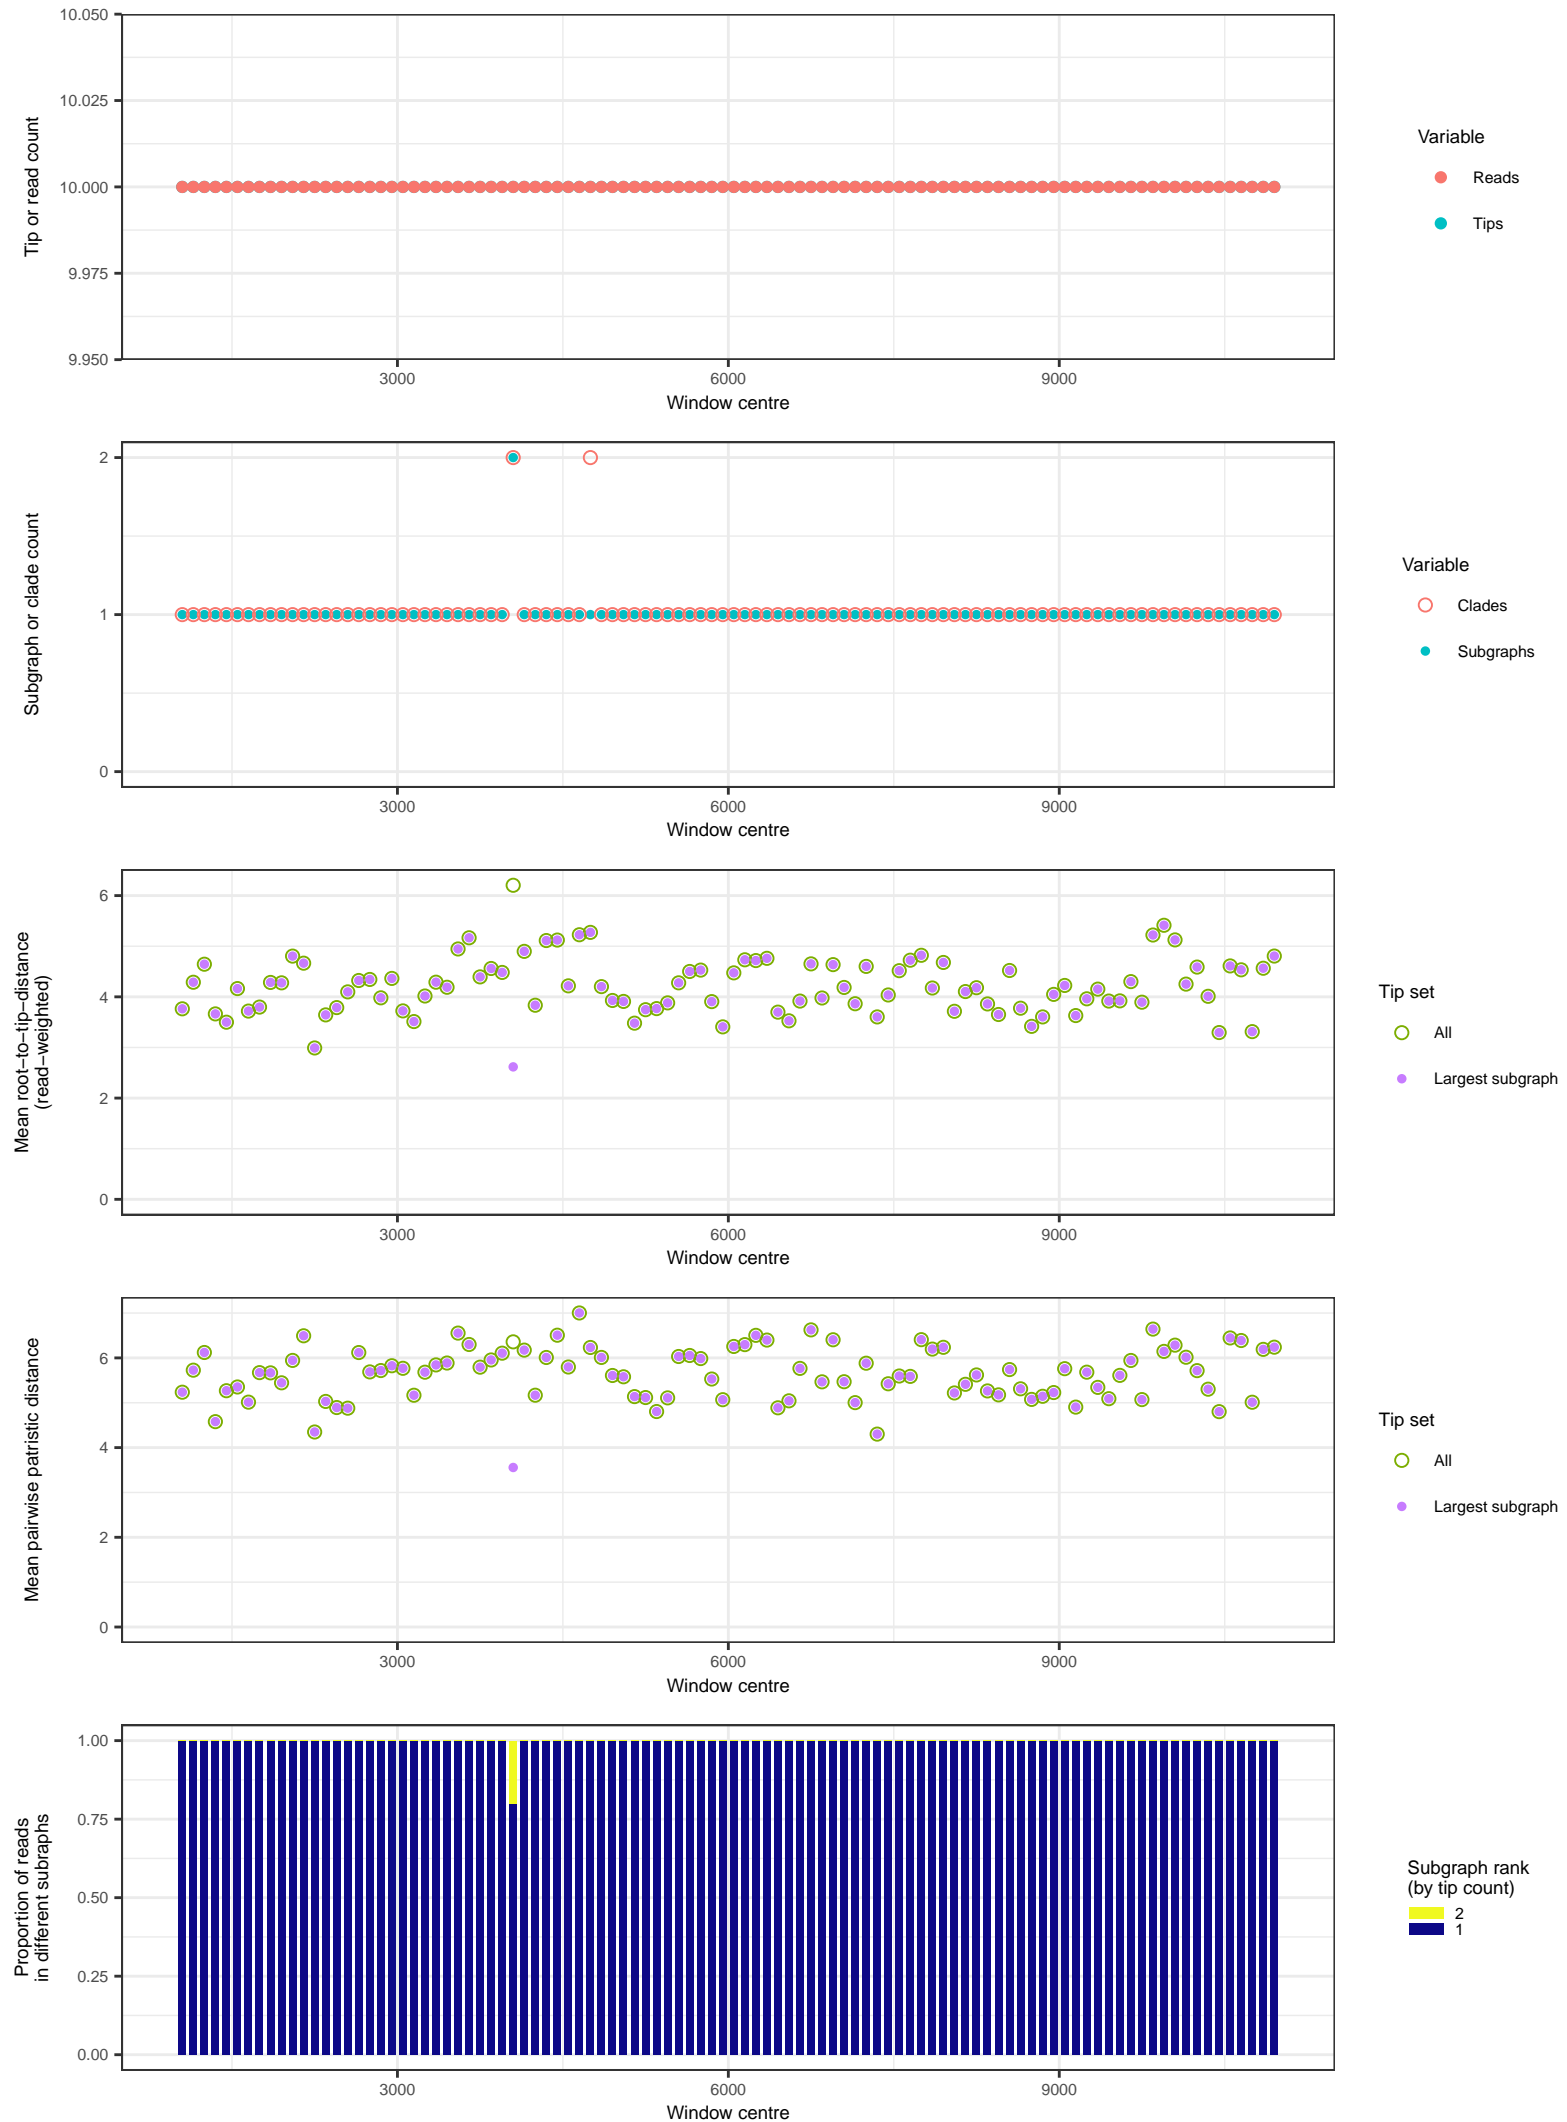 10.050
10.025
10.000
9.975
9.950
Tip or read count
3000 6000 9000
Window centre
Variable
Reads
Tips
2
1
0
Subgraph or clade count
3000 6000 9000
Window centre
Variable
Clades
Subgraphs
6
4
2
0
Mean root−to−tip−distance
(read−weighted)
3000 6000 9000
Window centre
Tip set
All
Largest subgraph
6
4
2
0
Mean pairwise patristic distance
3000 6000 9000
Window centre
Tip set
All
Largest subgraph
1.00
0.75
0.50
0.25
0.00
Proportion of reads
in different subraphs
3000 6000 9000
Window centre
Subgraph rank
(by tip count)
2
1